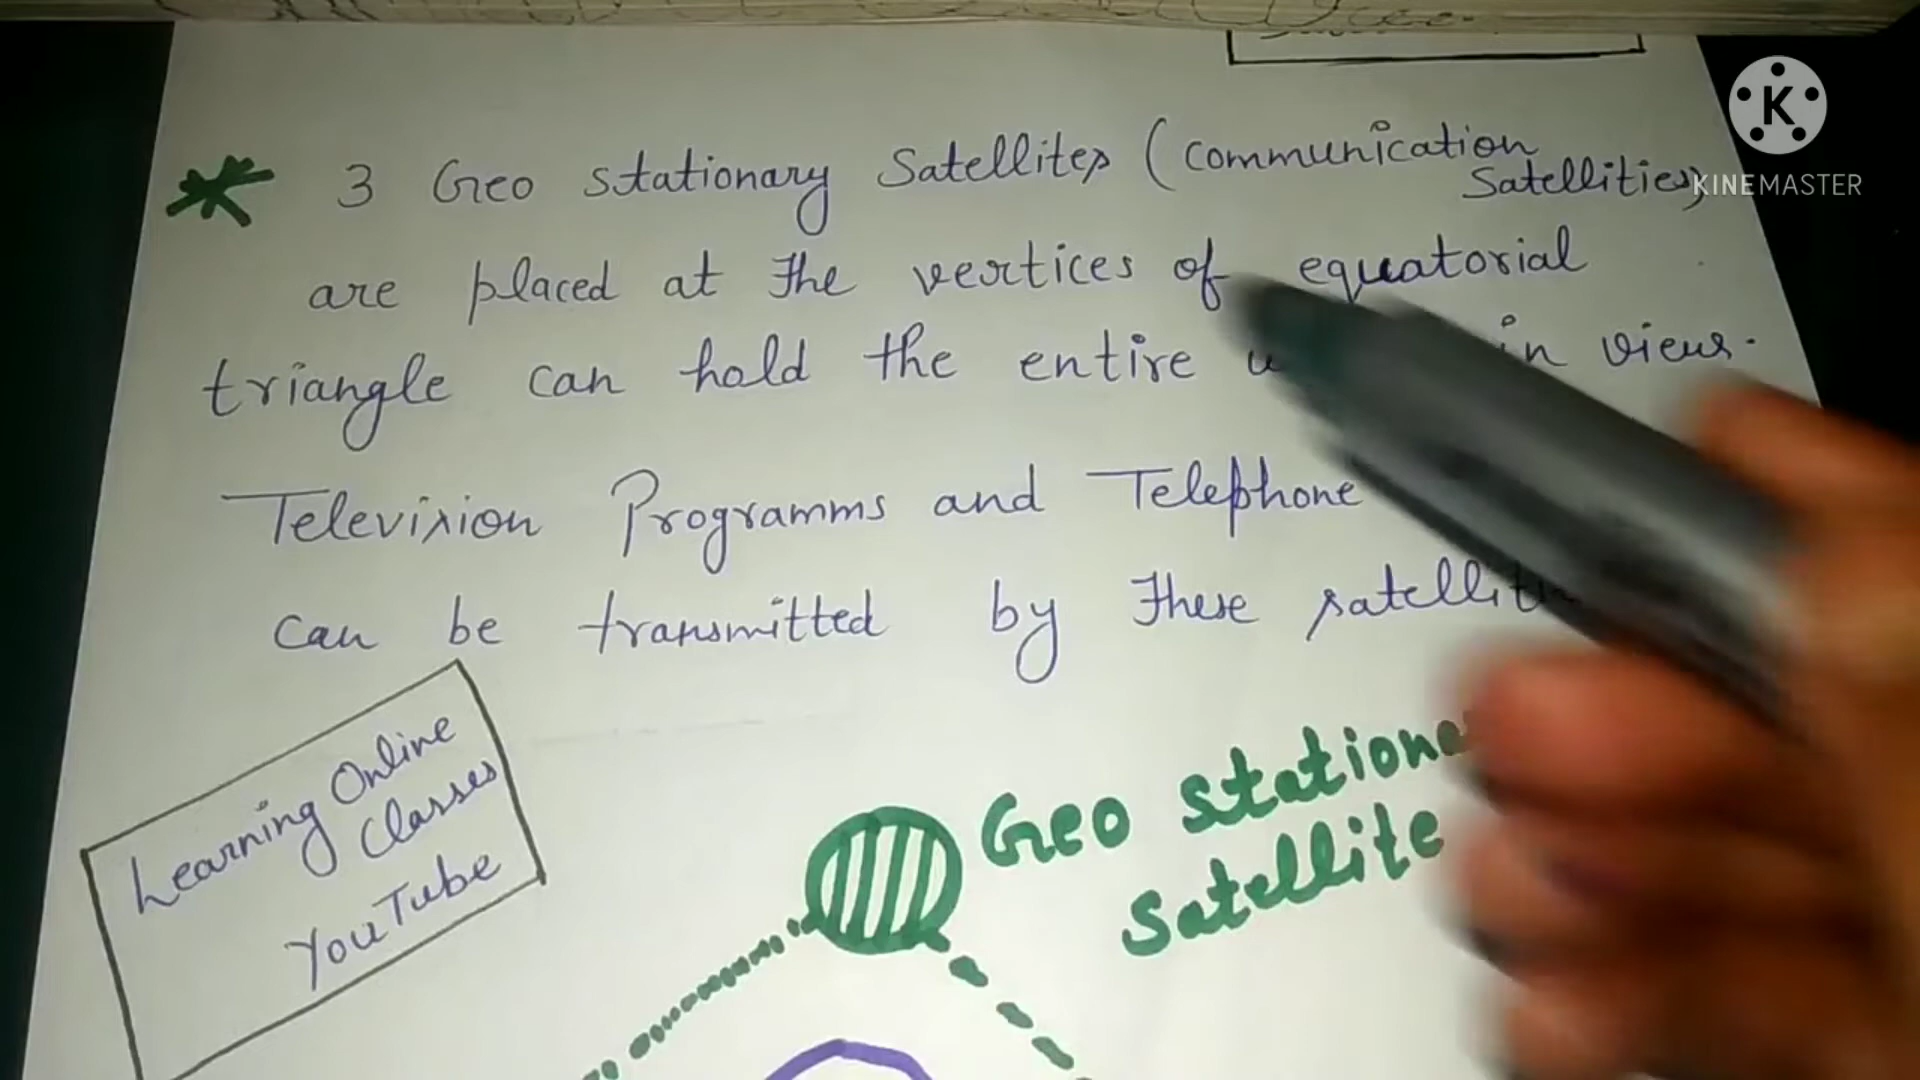 3 Geo stationary Satellites (communication
Satellities)
are placed at the vertices of equatorial
triangle can hold the entire in view.
Television Programms and Telephone
can be transmitted by these
Learning Online
Classes
YouTube
Geo
Satellite
K
KINEMASTER